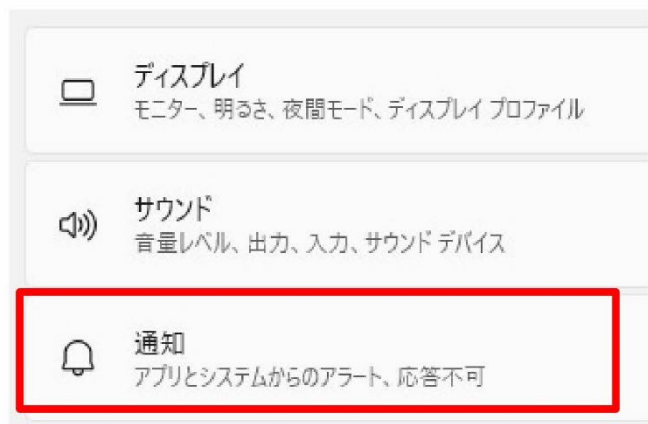 ディスプレイ
モニター、明るさ、夜間モード、ディスプレイ プロファイル
サウンド
音量レベル、出力、入力、サウンド デバイス
通知
アプリとシステムからのアラート、応答不可